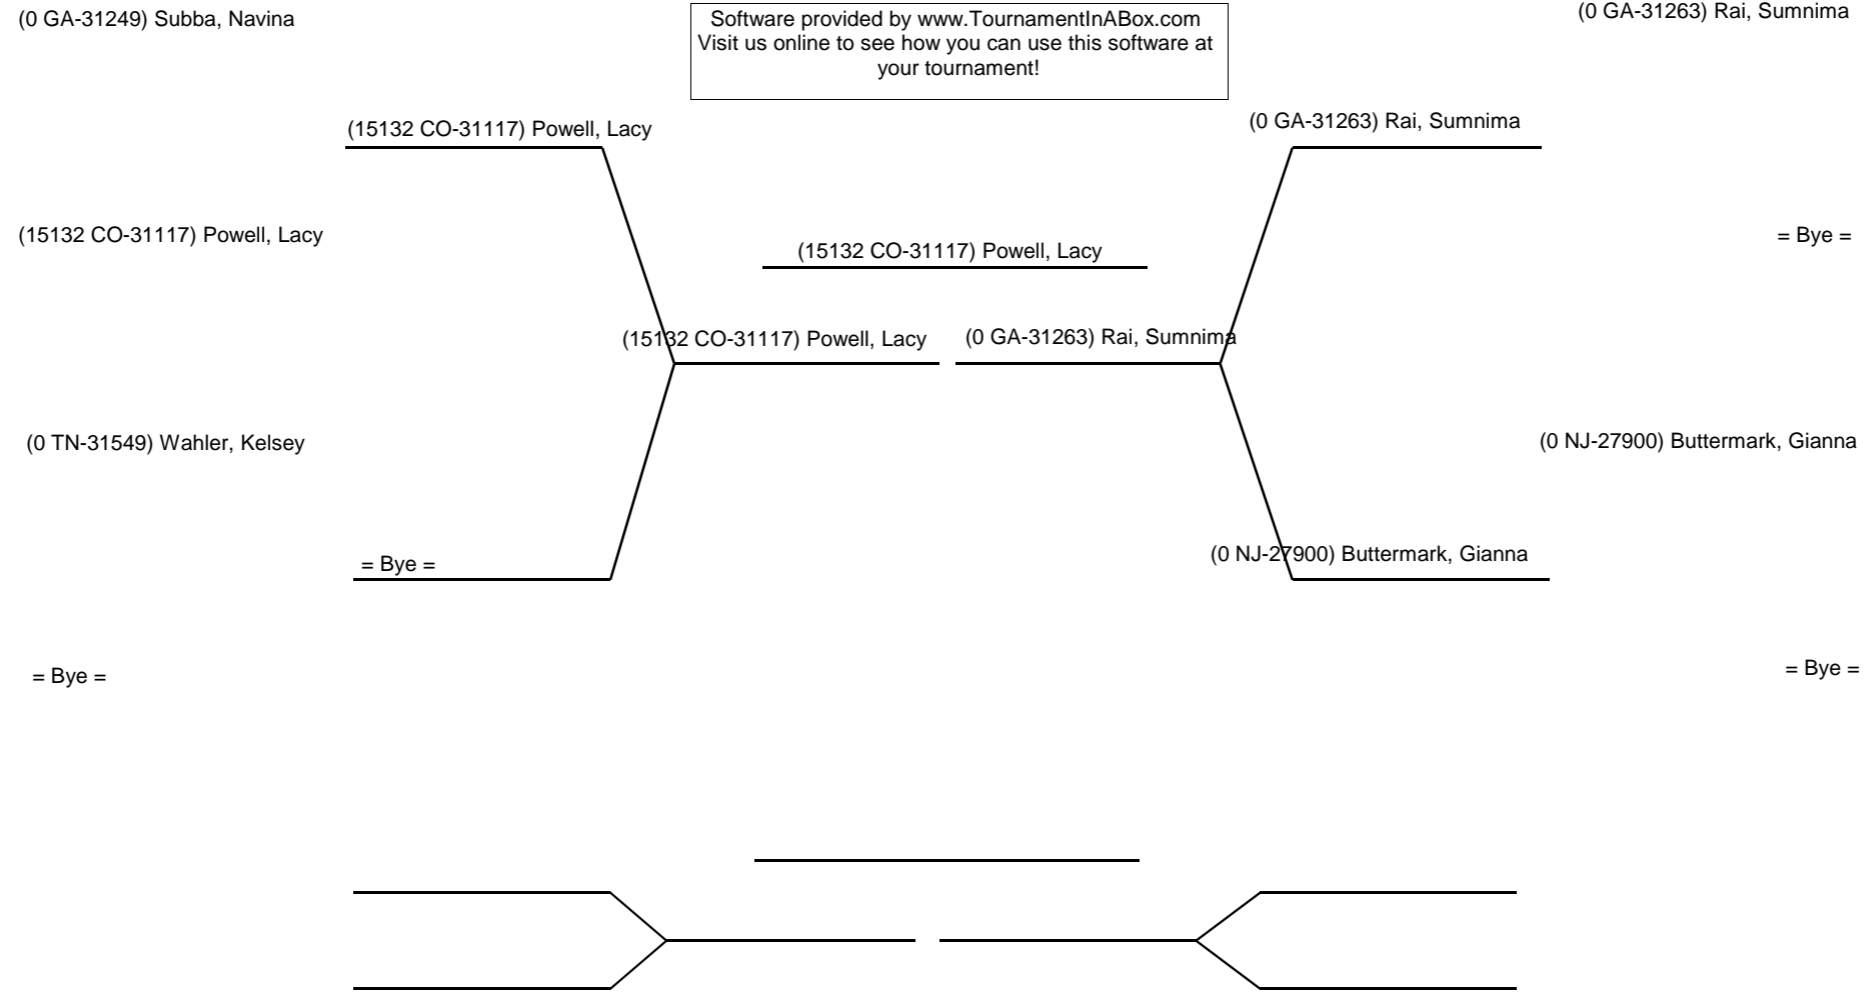 (0 GA-31249) Subba, Navina
Software provided by www.TournamentInABox.com
Visit us online to see how you can use this software at
your tournament!
(0 GA-31263) Rai, Sumnima
(15132 CO-31117) Powell, Lacy
(0 GA-31263) Rai, Sumnima
(15132 CO-31117) Powell, Lacy
(15132 CO-31117) Powell, Lacy
= Bye =
(15132 CO-31117) Powell, Lacy
(0 GA-31263) Rai, Sumnima
(0 TN-31549) Wahler, Kelsey
(0 NJ-27900) Buttermark, Gianna
= Bye =
(0 NJ-27900) Buttermark, Gianna
= Bye =
= Bye =